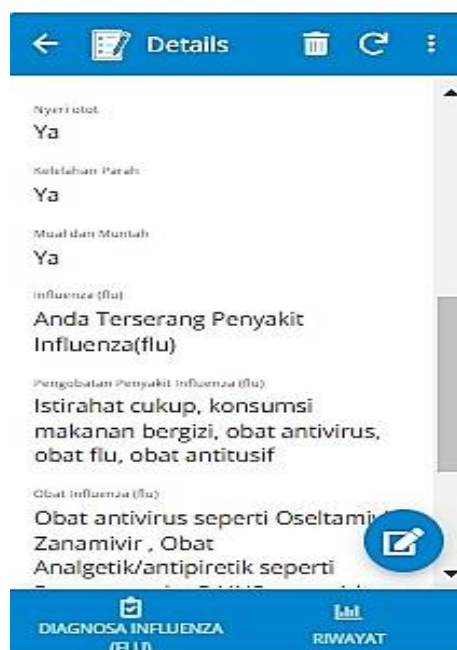 Details
Nyeri otot
Ya
Kelelahan Parah
Ya
Mual dan Muntah
Ya
Influenza (flu)
Anda Terserang Penyakit
Influenza(flu)
Pengobatan Penyakit Influenza (flu)
Istirahat cukup, konsumsi
makanan bergizi, obat antivirus,
obat flu, obat antitusif
Obat Influenza (flu)
Obat antivirus seperti
Zanamivir , Obat
Analgetik/antipiretik seperti
DIAGNOSA INFLUENZA
(FLU)
RIWAYAT